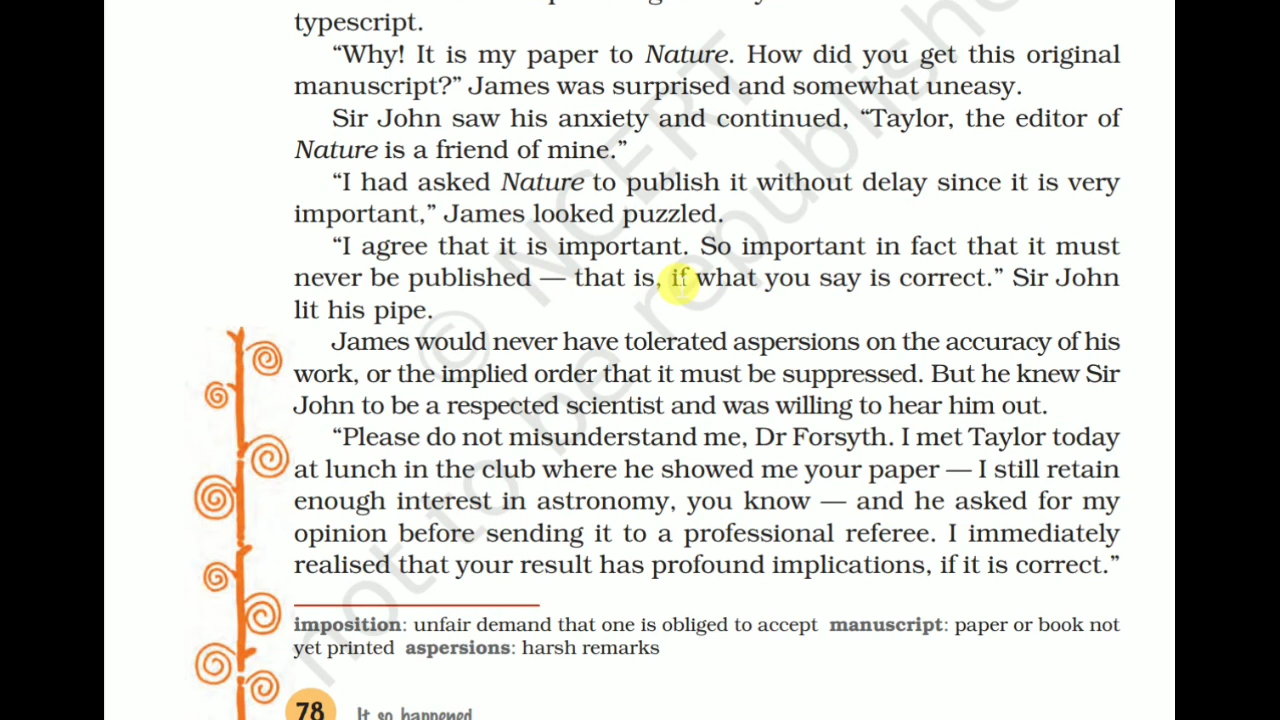 typescript.
“Why! It is my paper to Nature. How did you get this original
manuscript?” James was surprised and somewhat uneasy.
Sir John saw his anxiety and continued, “Taylor, the editor of
Nature is a friend of mine.”
“I had asked Nature to publish it without delay since it is very
important,” James looked puzzled.
“I agree that it is important. So important in fact that it must
never be published — that is, if what you say is correct.” Sir John
lit his pipe.
James would never have tolerated aspersions on the accuracy of his
work, or the implied order that it must be suppressed. But he knew Sir
John to be a respected scientist and was willing to hear him out.
“Please do not misunderstand me, Dr Forsyth. I met Taylor today
at lunch in the club where he showed me your paper — I still retain
enough interest in astronomy, you know — and he asked for my
opinion before sending it to a professional referee. I immediately
realised that your result has profound implications, if it is correct.”
imposition: unfair demand that one is obliged to accept manuscript: paper or book not
yet printed aspersions: harsh remarks
78 It so happened
© NCERT
not to be republishe